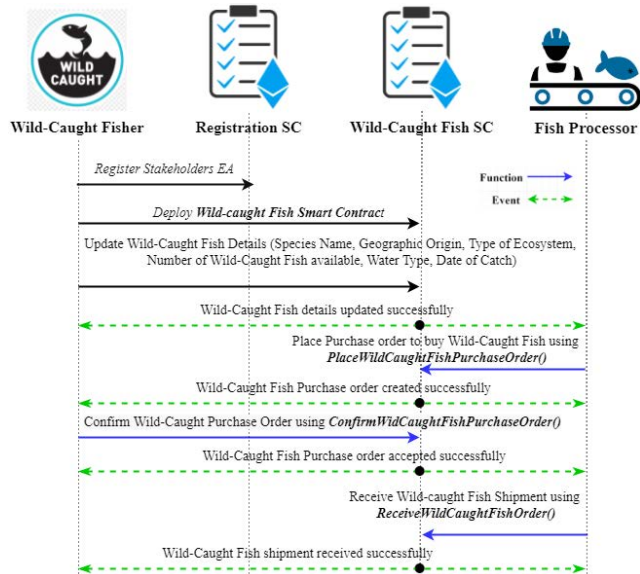 WILD
CAUGHT
Wild-Caught Fisher
Registration SC
Wild-Caught Fish SC
Fish Processor
Register Stakeholders EA
Function
Event
Deploy Wild-caught Fish Smart Contract
Update Wild-Caught Fish Details (Species Name, Geographic Origin, Type of Ecosystem,
Number of Wild-Caught Fish available, Water Type, Date of Catch)
Wild-Caught Fish details updated successfully
Place Purchase order to buy Wild-Caught Fish using
PlaceWildCaughtFishPurchaseOrder()
Wild-Caught Fish Purchase order created successfully
Confirm Wild-Caught Purchase Order using ConfirmWidCaughtFishPurchaseOrder()
Wild-Caught Fish Purchase order accepted successfully
Receive Wild-caught Fish Shipment using
ReceiveWildCaughtFishOrder()
Wild-Caught Fish shipment received successfully